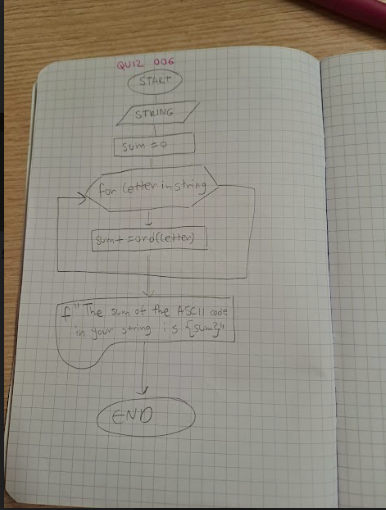 QUIZ 006
START
STRING
sum = 0
for letter in string
sum+ =ord(letter)
f" The sum of the ASCII code
in your string is {sum}"
END